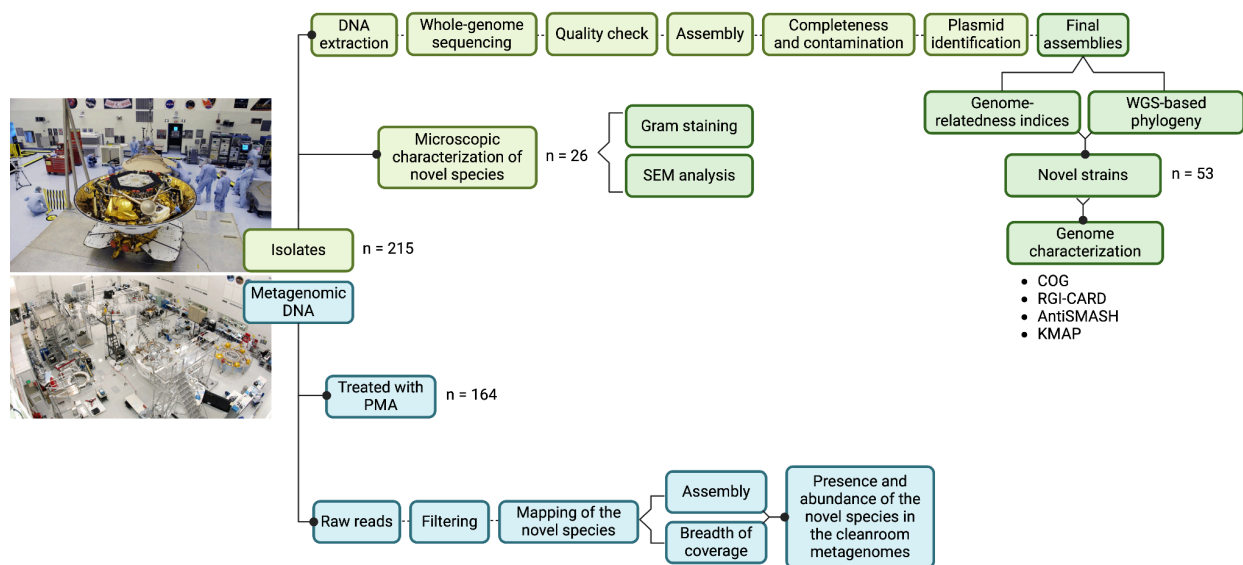 DNA
extraction
Whole-genome
sequencing
Quality check
Assembly
Completeness
and contamination
Plasmid
identification
Final
assemblies
Genome-
relatedness indices
WGS-based
phylogeny
Novel strains
n = 53
Genome
characterization
• COG
• RGI-CARD
• AntiSMASH
• KMAP
Microscopic
characterization of
novel species
n = 26
Gram staining
SEM analysis
Isolates
n = 215
Metagenomic
DNA
Treated with
PMA
n = 164
Raw reads
Filtering
Mapping of the
novel species
Assembly
Breadth of
coverage
Presence and
abundance of the
novel species in
the cleanroom
metagenomes